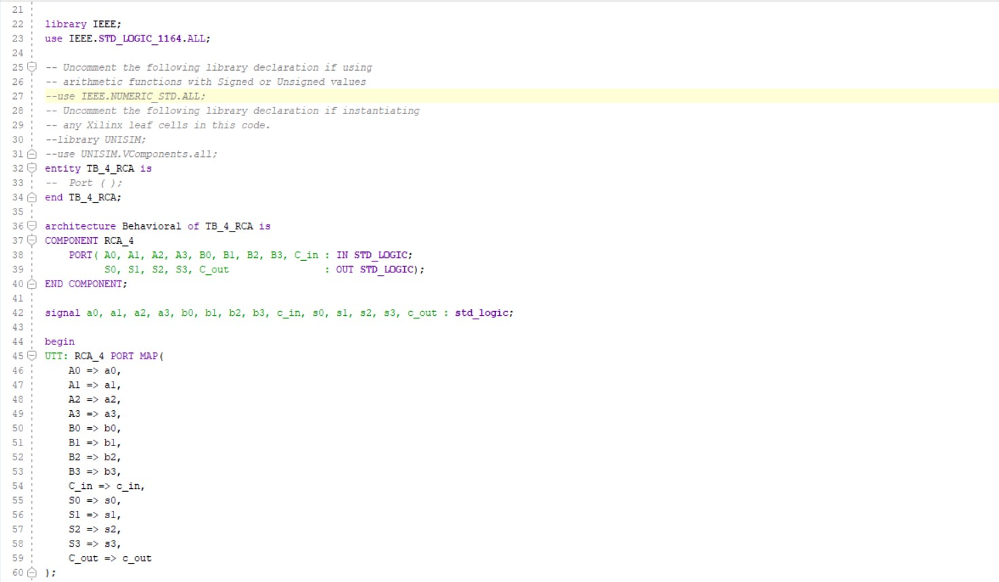 21
22 library IEEE;
23 use IEEE.STD_LOGIC_1164.ALL;
24
25 -- Uncomment the following library declaration if using
26 -- arithmetic functions with Signed or Unsigned values
27 --use IEEE.NUMERIC_STD.ALL;
28 -- Uncomment the following library declaration if instantiating
29 -- any Xilinx leaf cells in this code.
30 --library UNISIM;
31 --use UNISIM.VComponents.all;
32 entity TB_4_RCA is
33 --  Port ( );
34 end TB_4_RCA;
35
36 architecture Behavioral of TB_4_RCA is
37 COMPONENT RCA_4
38     PORT( A0, A1, A2, A3, B0, B1, B2, B3, C_in : IN STD_LOGIC;
39           S0, S1, S2, S3, C_out                : OUT STD_LOGIC);
40 END COMPONENT;
41
42 signal a0, a1, a2, a3, b0, b1, b2, b3, c_in, s0, s1, s2, s3, c_out : std_logic;
43
44 begin
45 UTT: RCA_4 PORT MAP(
46     A0 => a0,
47     A1 => a1,
48     A2 => a2,
49     A3 => a3,
50     B0 => b0,
51     B1 => b1,
52     B2 => b2,
53     B3 => b3,
54     C_in => c_in,
55     S0 => s0,
56     S1 => s1,
57     S2 => s2,
58     S3 => s3,
59     C_out => c_out
60 );